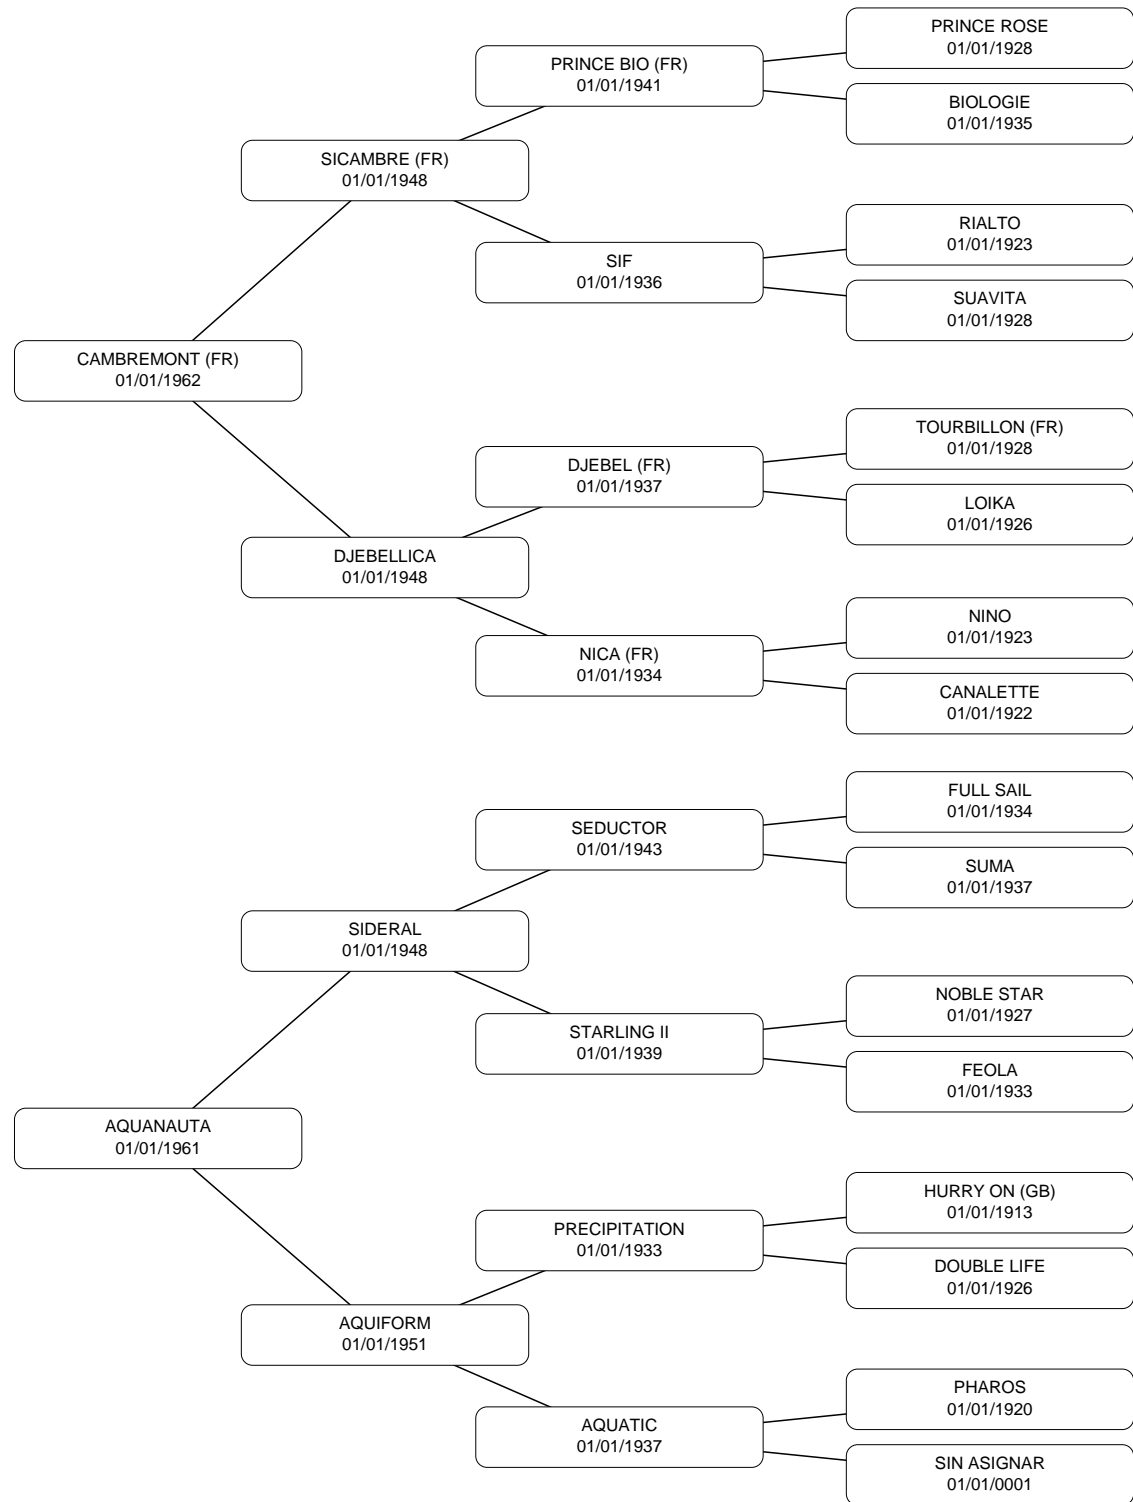 PRINCE ROSE
01/01/1928
PRINCE BIO (FR)
01/01/1941
BIOLOGIE
01/01/1935
SICAMBRE (FR)
01/01/1948
RIALTO
01/01/1923
SIF
01/01/1936
SUAVITA
01/01/1928
CAMBREMONT (FR)
01/01/1962
TOURBILLON (FR)
01/01/1928
DJEBEL (FR)
01/01/1937
LOIKA
01/01/1926
DJEBELLICA
01/01/1948
NINO
01/01/1923
NICA (FR)
01/01/1934
CANALETTE
01/01/1922
FULL SAIL
01/01/1934
SEDUCTOR
01/01/1943
SUMA
01/01/1937
SIDERAL
01/01/1948
NOBLE STAR
01/01/1927
STARLING II
01/01/1939
FEOLA
01/01/1933
AQUANAUTA
01/01/1961
HURRY ON (GB)
01/01/1913
PRECIPITATION
01/01/1933
DOUBLE LIFE
01/01/1926
AQUIFORM
01/01/1951
PHAROS
01/01/1920
AQUATIC
01/01/1937
SIN ASIGNAR
01/01/0001